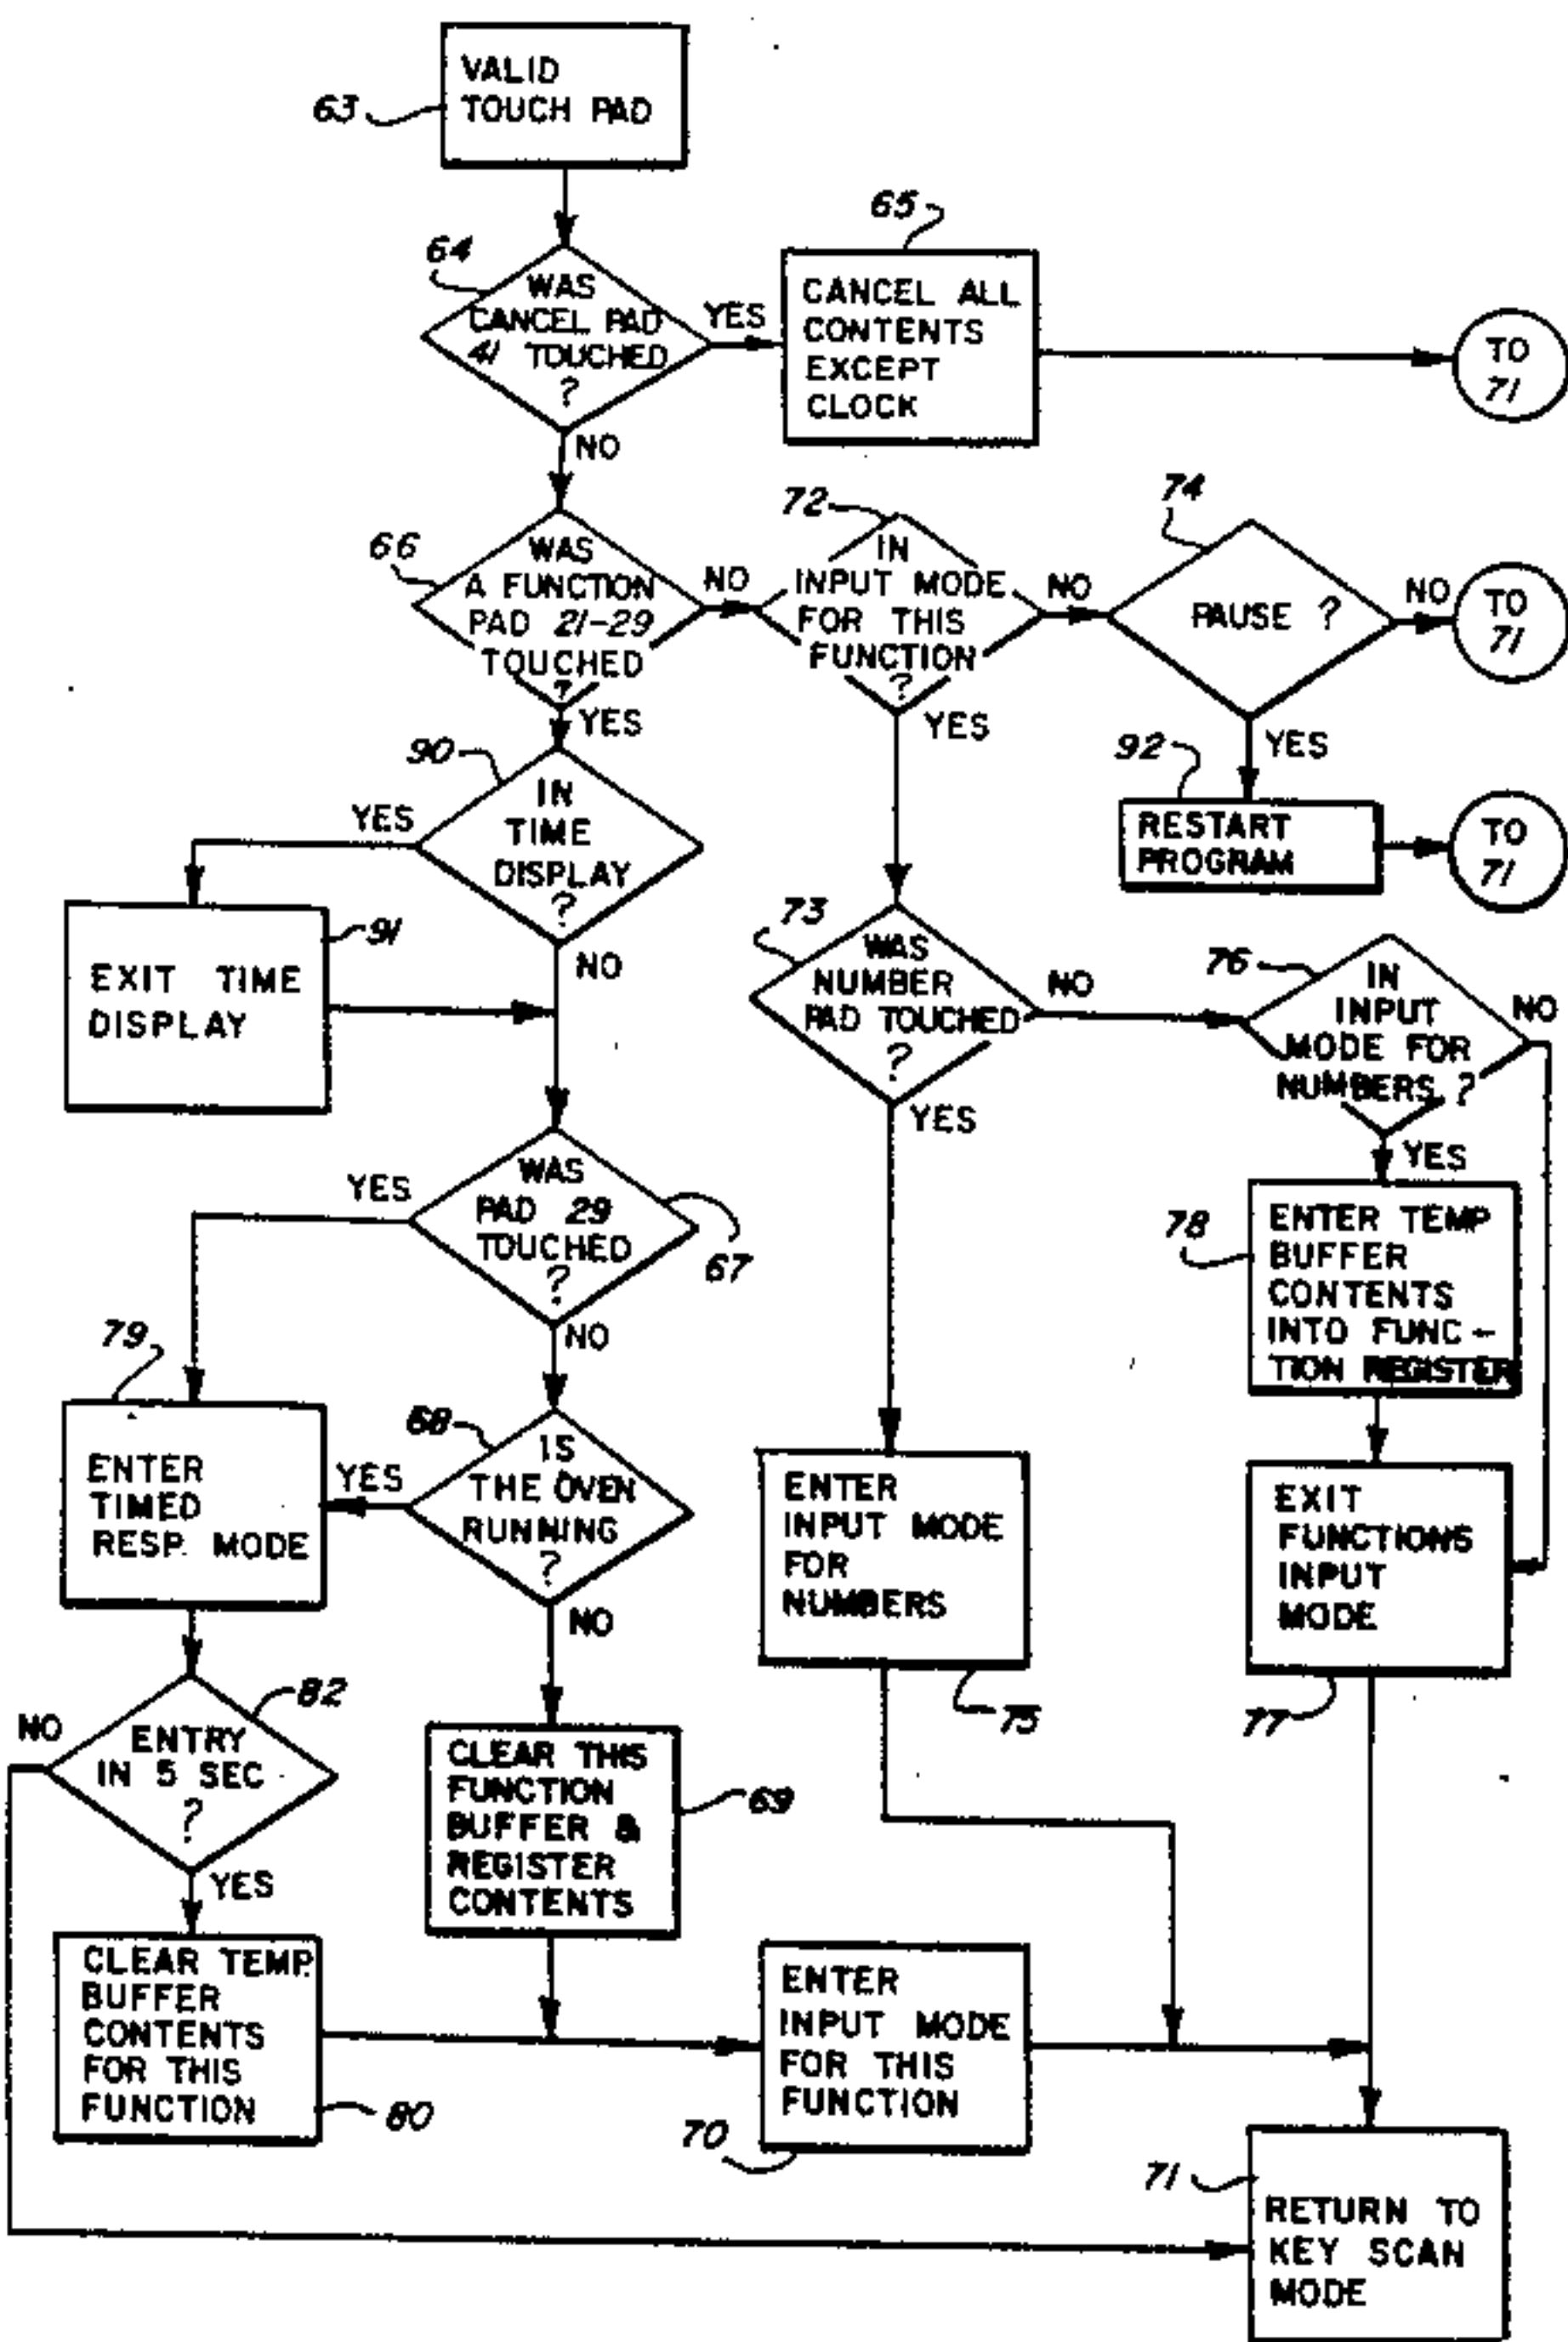 VALID
TOUCH PAD
63
64
WAS
CANCEL PAD
41 TOUCHED
?
YES
NO
65
CANCEL ALL
CONTENTS
EXCEPT
CLOCK
TO
71
66
WAS
A FUNCTION
PAD 21-29
TOUCHED
?
NO
YES
72
IN
INPUT MODE
FOR THIS
FUNCTION
?
NO
YES
74
PAUSE ?
NO
TO
71
YES
92
RESTART
PROGRAM
TO
71
90
IN
TIME
DISPLAY
?
YES
NO
91
EXIT TIME
DISPLAY
73
WAS
NUMBER
PAD TOUCHED
?
NO
YES
76
IN
INPUT
MODE FOR
NUMBERS ?
NO
YES
WAS
PAD 29
TOUCHED
?
YES
67
NO
78
ENTER TEMP
BUFFER
CONTENTS
INTO FUNC-
TION REGISTER
79
ENTER
TIMED
RESP. MODE
68
IS
THE OVEN
RUNNING
?
YES
NO
ENTER
INPUT MODE
FOR
NUMBERS
75
EXIT
FUNCTIONS
INPUT
MODE
77
82
ENTRY
IN 5 SEC
?
NO
YES
CLEAR THIS
FUNCTION
BUFFER &
REGISTER
CONTENTS
69
CLEAR TEMP.
BUFFER
CONTENTS
FOR THIS
FUNCTION
80
ENTER
INPUT MODE
FOR THIS
FUNCTION
70
71
RETURN TO
KEY SCAN
MODE